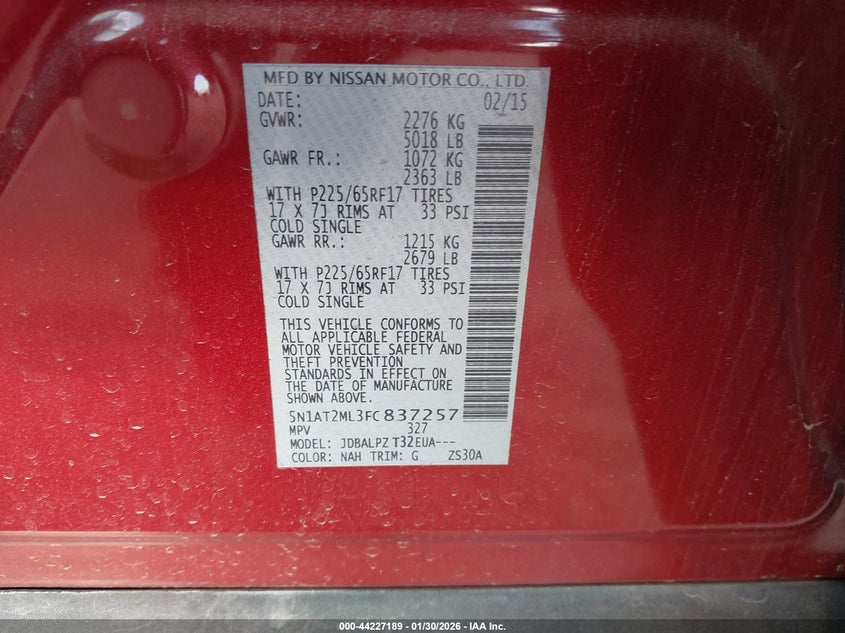 MFD BY NISSAN MOTOR CO., LTD.
DATE: 02/15
GVWR: 2276 KG
5018 LB
GAWR FR.: 1072 KG
2363 LB
WITH P225/65RF17 TIRES
17 X 7J RIMS AT 33 PSI
COLD SINGLE
GAWR RR.: 1215 KG
2679 LB
WITH P225/65RF17 TIRES
17 X 7J RIMS AT 33 PSI
COLD SINGLE
THIS VEHICLE CONFORMS TO
ALL APPLICABLE FEDERAL
MOTOR VEHICLE SAFETY AND
THEFT PREVENTION
STANDARDS IN EFFECT ON
THE DATE OF MANUFACTURE
SHOWN ABOVE.
5N1AT2ML3FC837257
MPV 327
MODEL: JDBALPZ T32EUA---
COLOR: NAH TRIM: G ZS30A
000-44227189 - 01/30/2026 - IAA Inc.